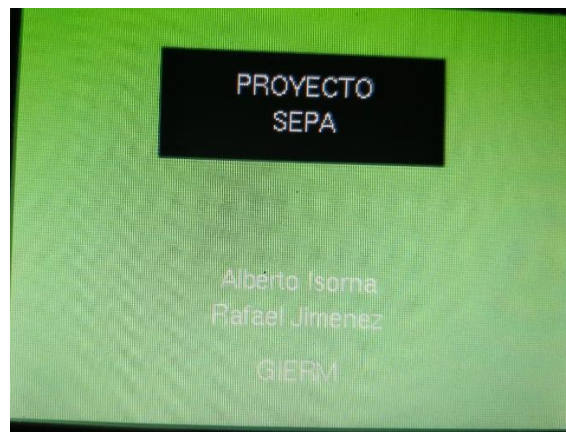 PROYECTO
SEPA
Alberto Isorna
Rafael Jimenez
GIERM